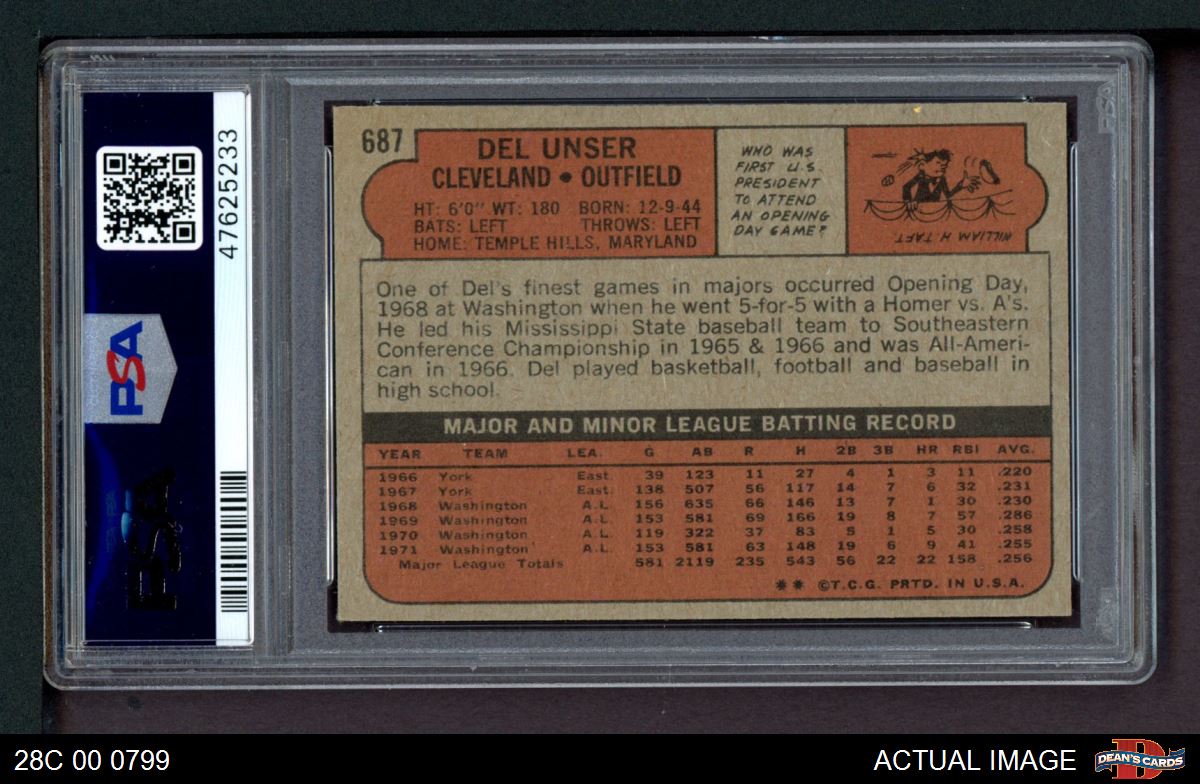 47625233
PSA
PSA
687
DEL UNSER
CLEVELAND • OUTFIELD
HT: 6'0" WT: 180 BORN: 12-9-44
BATS: LEFT THROWS: LEFT
HOME: TEMPLE HILLS, MARYLAND
WHO WAS
FIRST U.S.
PRESIDENT
TO ATTEND
AN OPENING
DAY GAME?
WILLIAM H TAFT
One of Del's finest games in majors occurred Opening Day,
1968 at Washington when he went 5-for-5 with a Homer vs. A's.
He led his Mississippi State baseball team to Southeastern
Conference Championship in 1965 & 1966 and was All-Ameri-
can in 1966. Del played basketball, football and baseball in
high school.
MAJOR AND MINOR LEAGUE BATTING RECORD
YEAR TEAM LEA. G AB R H 2B 3B HR RBI AVG.
1966 York East. 39 123 11 27 4 1 3 11 .220
1967 York East. 138 507 56 117 14 7 6 32 .231
1968 Washington A.L. 156 635 66 146 13 7 1 30 .230
1969 Washington A.L. 153 581 69 166 19 8 7 57 .286
1970 Washington A.L. 119 322 37 83 5 1 5 30 .258
1971 Washington A.L. 153 581 63 148 19 6 9 41 .255
Major League Totals 581 2119 235 543 56 22 22 158 .256
** ©T.C.G. PRTD. IN U.S.A.
28C 00 0799
ACTUAL IMAGE
DEAN'S CARDS